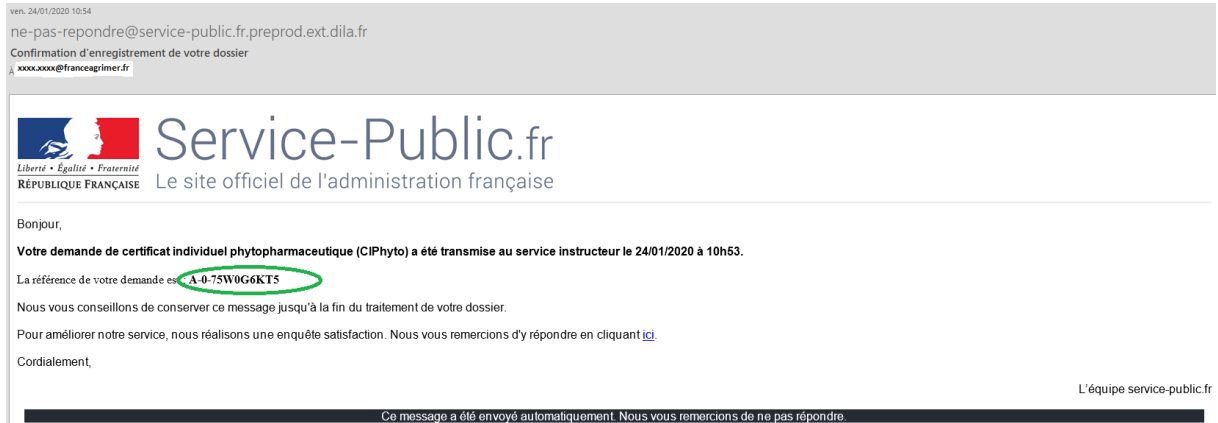 ven. 24/01/2020 10:54
ne-pas-repondre@service-public.fr.preprod.ext.dila.fr
Confirmation d'enregistrement de votre dossier
À xxxx.xxxx@franceagrimer.fr
Service-Public.fr
Liberté • Égalité • Fraternité
RÉPUBLIQUE FRANÇAISE
Le site officiel de l'administration française
Bonjour,
Votre demande de certificat individuel phytopharmaceutique (CIPhyto) a été transmise au service instructeur le 24/01/2020 à 10h53.
La référence de votre demande est : A-0-75W0G6KT5
Nous vous conseillons de conserver ce message jusqu'à la fin du traitement de votre dossier.
Pour améliorer notre service, nous réalisons une enquête satisfaction. Nous vous remercions d'y répondre en cliquant ici.
Cordialement,
L'équipe service-public.fr
Ce message a été envoyé automatiquement. Nous vous remercions de ne pas répondre.